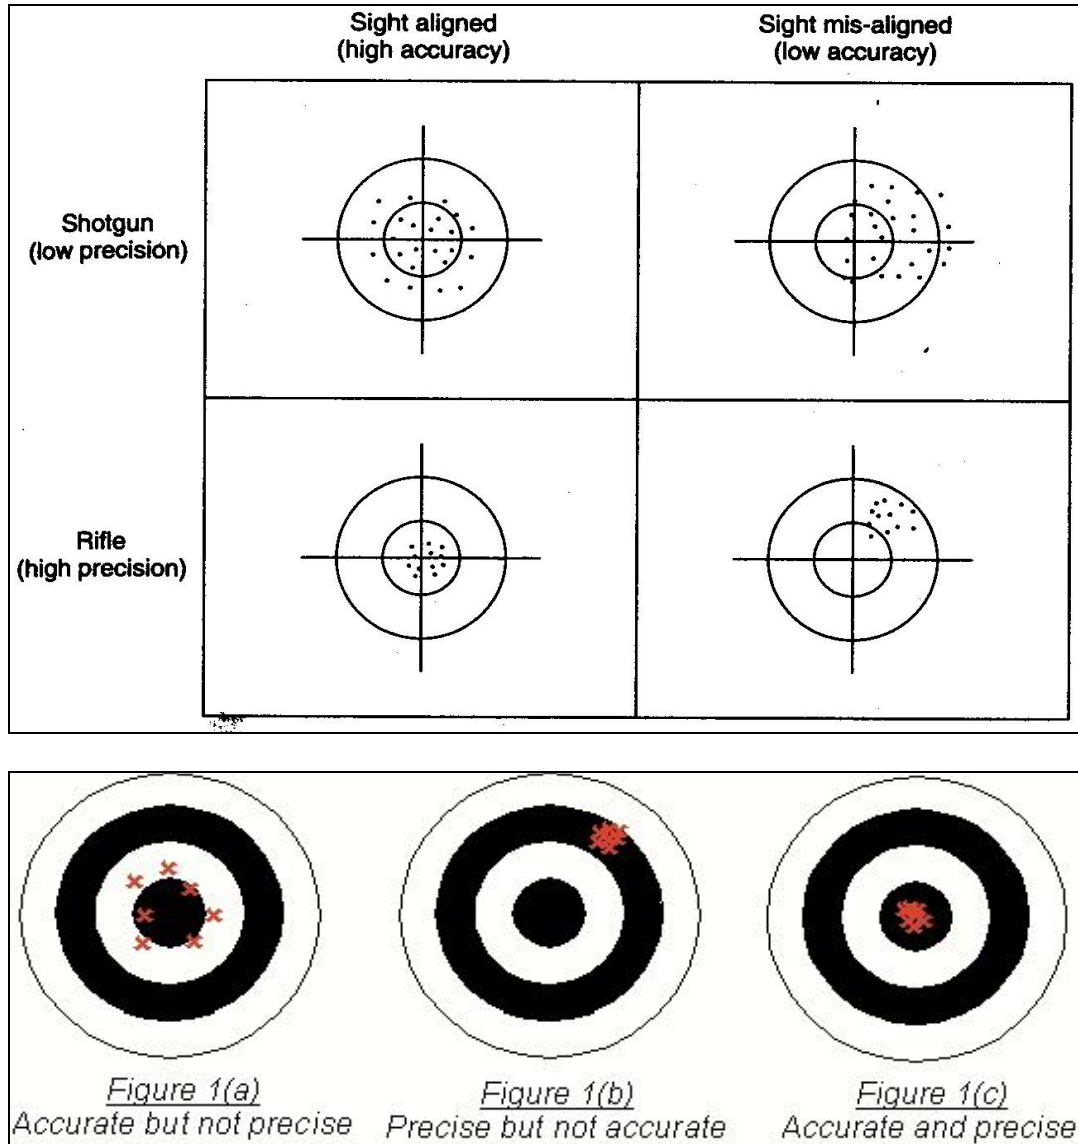 Sight aligned
(high accuracy)
Sight mis-aligned
(low accuracy)
Shotgun
(low precision)
Rifle
(high precision)
Figure 1(a)
Accurate but not precise
Figure 1(b)
Precise but not accurate
Figure 1(c)
Accurate and precise